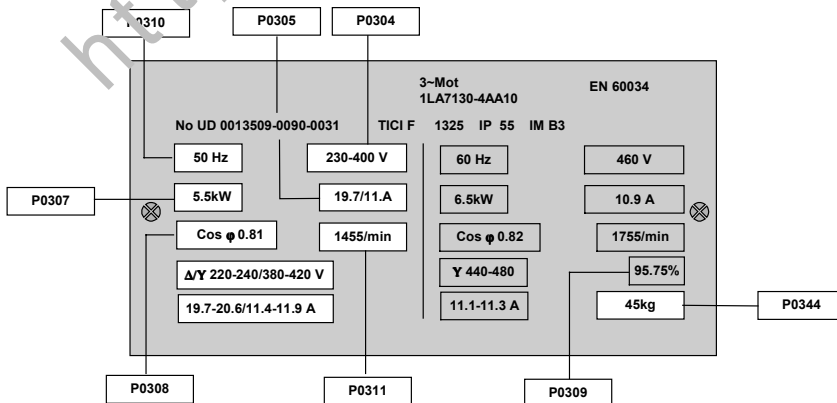 P0310
P0305
P0304
3~Mot
1LA7130-4AA10
EN 60034
No UD 0013509-0090-0031
TICI F 1325 IP 55 IM B3
50 Hz
230-400 V
60 Hz
460 V
P0307
5.5kW
19.7/11.A
6.5kW
10.9 A
Cos φ 0.81
1455/min
Cos φ 0.82
1755/min
Δ/Y 220-240/380-420 V
Y 440-480
95.75%
19.7-20.6/11.4-11.9 A
11.1-11.3 A
45kg
P0344
P0308
P0311
P0309